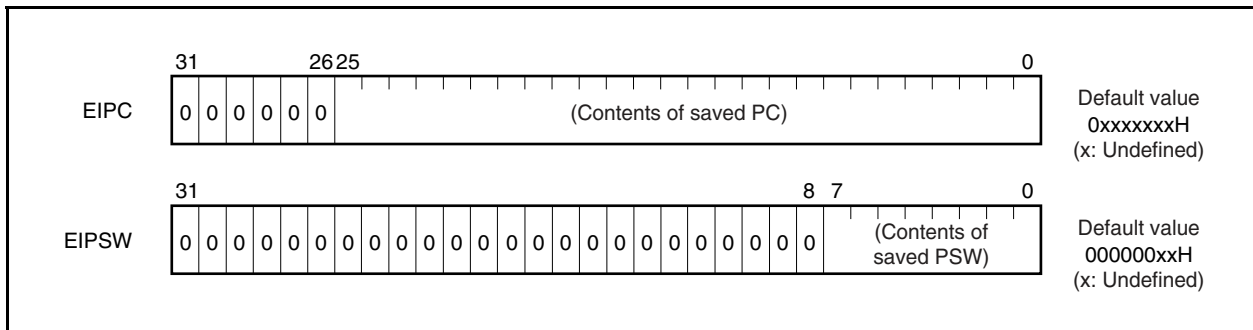 31 26 25 0
EIPC 0 0 0 0 0 0 (Contents of saved PC) Default value
0xxxxxxxH
(x: Undefined)
31 8 7 0
EIPSW 0 0 0 0 0 0 0 0 0 0 0 0 0 0 0 0 0 0 0 0 0 0 0 0 (Contents of
saved PSW) Default value
000000xxH
(x: Undefined)